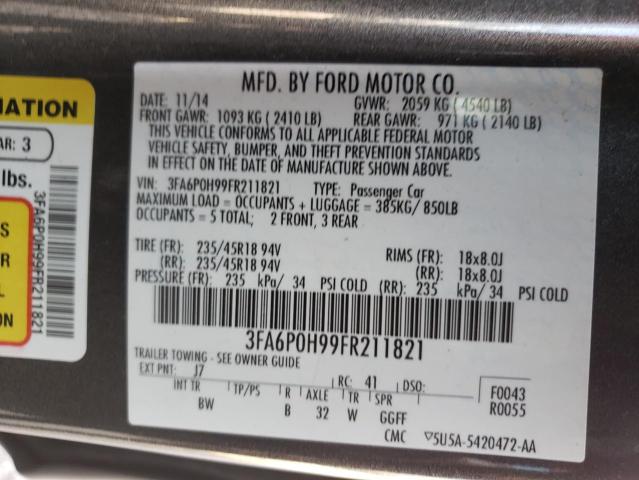 MFD. BY FORD MOTOR CO.
DATE: 11/14 GVWR: 2059 KG ( 4540 LB)
FRONT GAWR: 1093 KG ( 2410 LB) REAR GAWR: 971 KG ( 2140 LB)
THIS VEHICLE CONFORMS TO ALL APPLICABLE FEDERAL MOTOR
VEHICLE SAFETY, BUMPER, AND THEFT PREVENTION STANDARDS
IN EFFECT ON THE DATE OF MANUFACTURE SHOWN ABOVE.
VIN: 3FA6P0H99FR211821 TYPE: Passenger Car
MAXIMUM LOAD = OCCUPANTS + LUGGAGE = 385KG/ 850LB
OCCUPANTS = 5 TOTAL; 2 FRONT, 3 REAR
TIRE (FR): 235/45R18 94V RIMS (FR): 18x8.0J
(RR): 235/45R18 94V (RR): 18x8.0J
PRESSURE (FR): 235 kPa/ 34 PSI COLD (RR): 235 kPa/ 34 PSI COLD
3FA6P0H99FR211821
TRAILER TOWING - SEE OWNER GUIDE
EXT PNT: J7 RC: 41 DSO: F0043
INT TR TP/PS R AXLE TR SPR R0055
BW B 32 W GGFF
CMC ▽5U5A-5420472-AA
MATION
AR: 3
lbs.
S
R
L
ON
3FA6P0H99FR211821